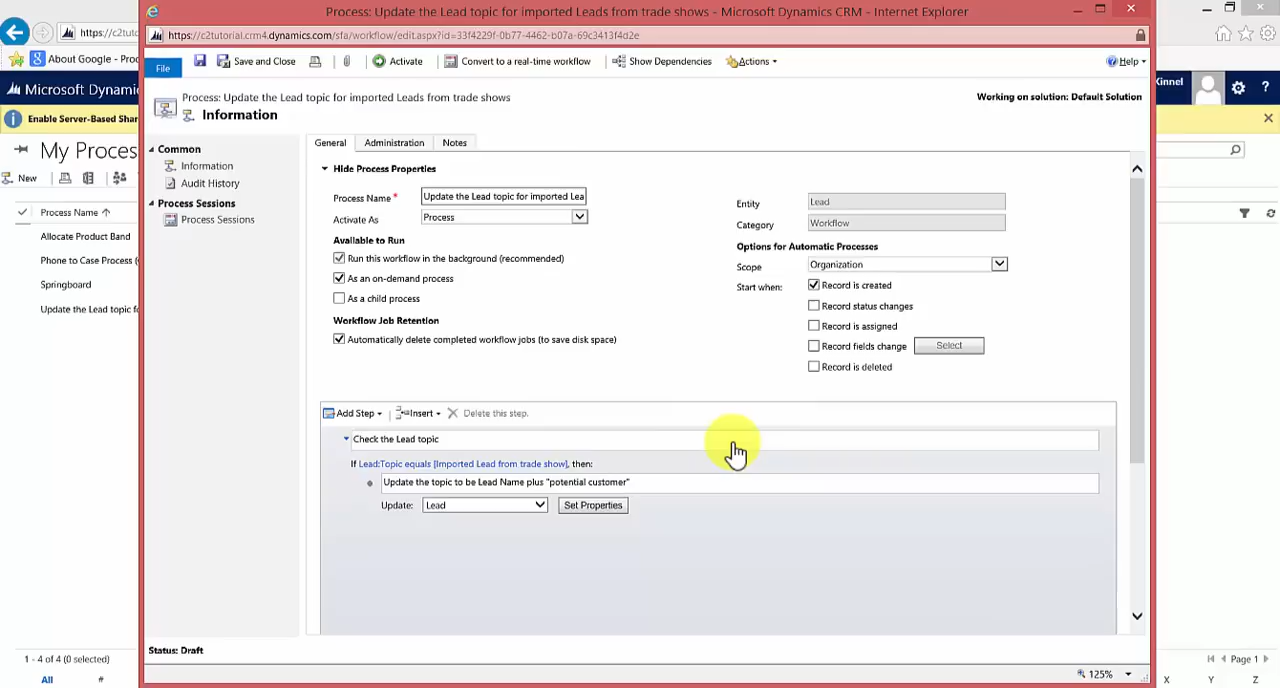 Process: Update the Lead topic for imported Leads from trade shows - Microsoft Dynamics CRM - Internet Explorer
https://c2tutorial.crm4.dynamics.com/sfa/workflow/edit.aspx?id=33f4229f-0b77-4462-b07a-69c3413f4d2e
https://c2tuto
About Google - Proc
Microsoft Dynami
Kinnel
?
Enable Server-Based Shar
My Process
New
Process Name
Allocate Product Band
Phone to Case Process (
Springboard
Update the Lead topic fo
1 - 4 of 4 (0 selected)
All
#
File
Save and Close
Activate
Convert to a real-time workflow
Show Dependencies
Actions
Help
Process: Update the Lead topic for imported Leads from trade shows
Information
Working on solution: Default Solution
Common
Information
Audit History
Process Sessions
Process Sessions
General
Administration
Notes
Hide Process Properties
Process Name *
Update the Lead topic for imported Lea
Activate As
Process
Available to Run
Run this workflow in the background (recommended)
As an on-demand process
As a child process
Workflow Job Retention
Automatically delete completed workflow jobs (to save disk space)
Entity
Lead
Category
Workflow
Options for Automatic Processes
Scope
Organization
Start when:
Record is created
Record status changes
Record is assigned
Record fields change
Select
Record is deleted
Add Step
Insert
Delete this step.
Check the Lead topic
If Lead:Topic equals [Imported Lead from trade show], then:
Update the topic to be Lead Name plus "potential customer"
Update:
Lead
Set Properties
Status: Draft
125%
Page 1
X
Y
Z